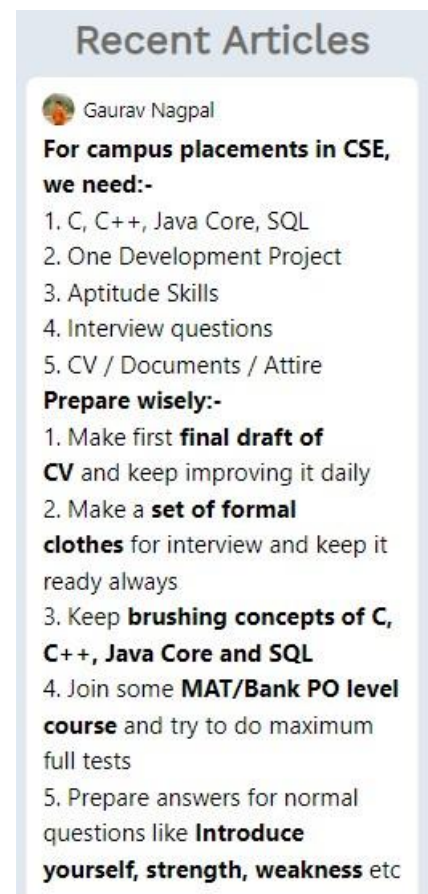 Recent Articles
Gaurav Nagpal
For campus placements in CSE,
we need:-
1. C, C++, Java Core, SQL
2. One Development Project
3. Aptitude Skills
4. Interview questions
5. CV / Documents / Attire
Prepare wisely:-
1. Make first final draft of
CV and keep improving it daily
2. Make a set of formal
clothes for interview and keep it
ready always
3. Keep brushing concepts of C,
C++, Java Core and SQL
4. Join some MAT/Bank PO level
course and try to do maximum
full tests
5. Prepare answers for normal
questions like Introduce
yourself, strength, weakness etc